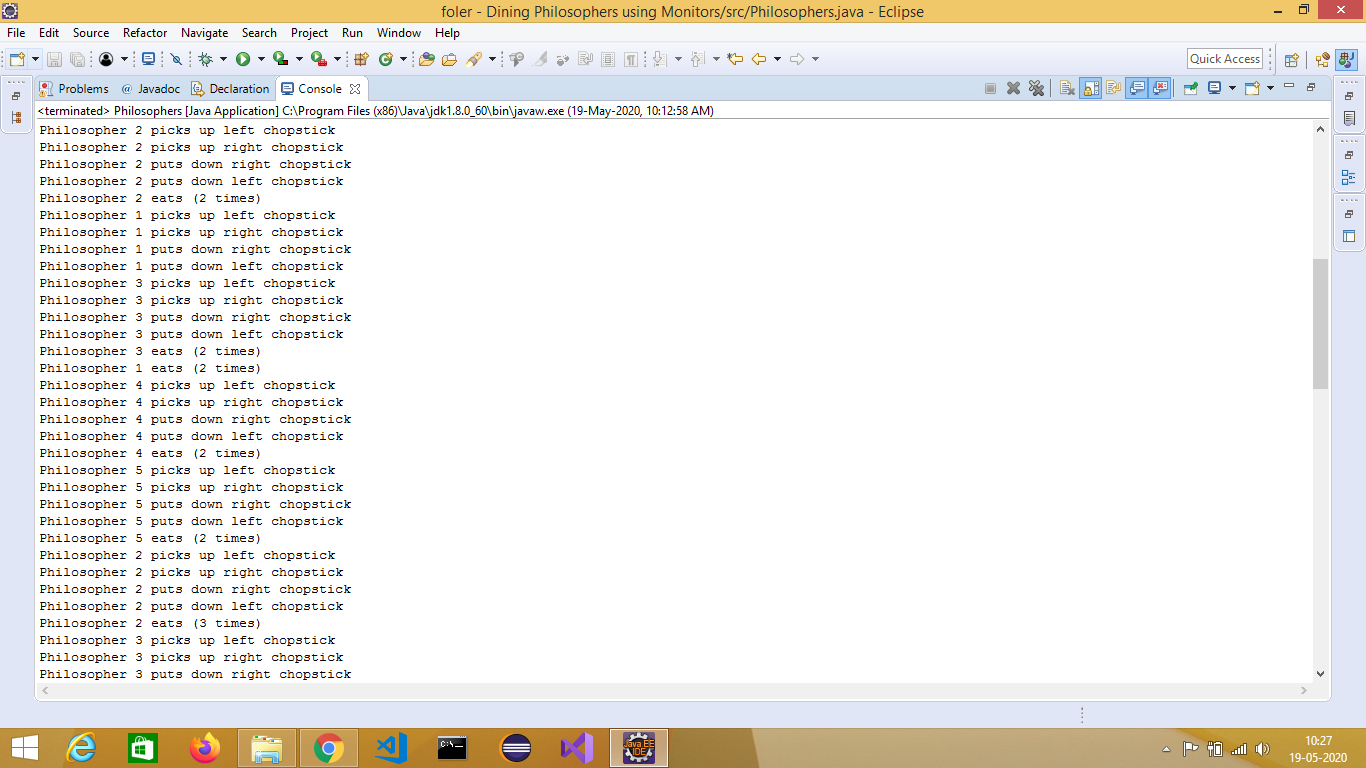 foler - Dining Philosophers using Monitors/src/Philosophers.java - Eclipse
File Edit Source Refactor Navigate Search Project Run Window Help
Quick Access
Problems @ Javadoc Declaration Console
<terminated> Philosophers [Java Application] C:\Program Files (x86)\Java\jdk1.8.0_60\bin\javaw.exe (19-May-2020, 10:12:58 AM)
Philosopher 2 picks up left chopstick
Philosopher 2 picks up right chopstick
Philosopher 2 puts down right chopstick
Philosopher 2 puts down left chopstick
Philosopher 2 eats (2 times)
Philosopher 1 picks up left chopstick
Philosopher 1 picks up right chopstick
Philosopher 1 puts down right chopstick
Philosopher 1 puts down left chopstick
Philosopher 3 picks up left chopstick
Philosopher 3 picks up right chopstick
Philosopher 3 puts down right chopstick
Philosopher 3 puts down left chopstick
Philosopher 3 eats (2 times)
Philosopher 1 eats (2 times)
Philosopher 4 picks up left chopstick
Philosopher 4 picks up right chopstick
Philosopher 4 puts down right chopstick
Philosopher 4 puts down left chopstick
Philosopher 4 eats (2 times)
Philosopher 5 picks up left chopstick
Philosopher 5 picks up right chopstick
Philosopher 5 puts down right chopstick
Philosopher 5 puts down left chopstick
Philosopher 5 eats (2 times)
Philosopher 2 picks up left chopstick
Philosopher 2 picks up right chopstick
Philosopher 2 puts down right chopstick
Philosopher 2 puts down left chopstick
Philosopher 2 eats (3 times)
Philosopher 3 picks up left chopstick
Philosopher 3 picks up right chopstick
Philosopher 3 puts down right chopstick
C:\_
Java EE
IDE
10:27
19-05-2020